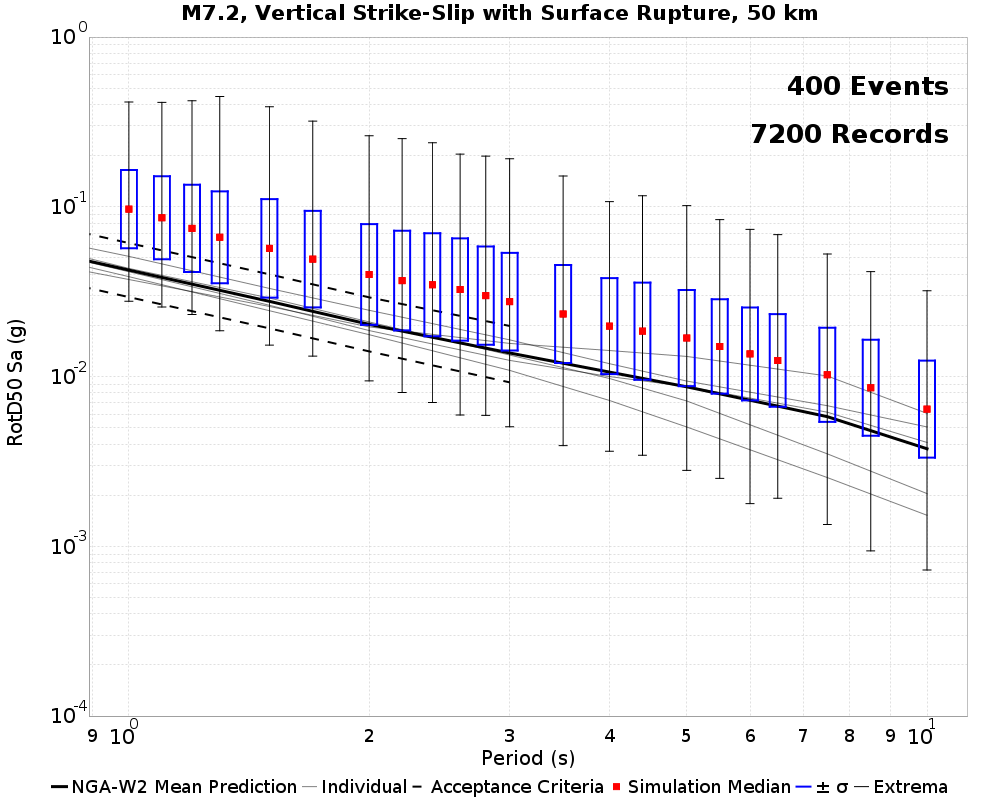 M7.2, Vertical Strike-Slip with Surface Rupture, 50 km
400 Events
7200 Records
RotD50 Sa (g)
10^0
10^-1
10^-2
10^-3
10^-4
9 10^0 2 3 4 5 6 7 8 9 10^1
Period (s)
NGA-W2 Mean Prediction Individual Acceptance Criteria Simulation Median ± σ Extrema